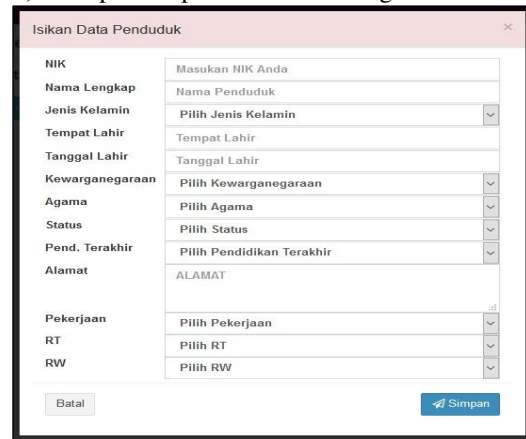 Isikan Data Penduduk ×
NIK Masukan NIK Anda
Nama Lengkap Nama Penduduk
Jenis Kelamin Pilih Jenis Kelamin
Tempat Lahir Tempat Lahir
Tanggal Lahir Tanggal Lahir
Kewarganegaraan Pilih Kewarganegaraan
Agama Pilih Agama
Status Pilih Status
Pend. Terakhir Pilih Pendidikan Terakhir
Alamat ALAMAT
Pekerjaan Pilih Pekerjaan
RT Pilih RT
RW Pilih RW
Batal Simpan